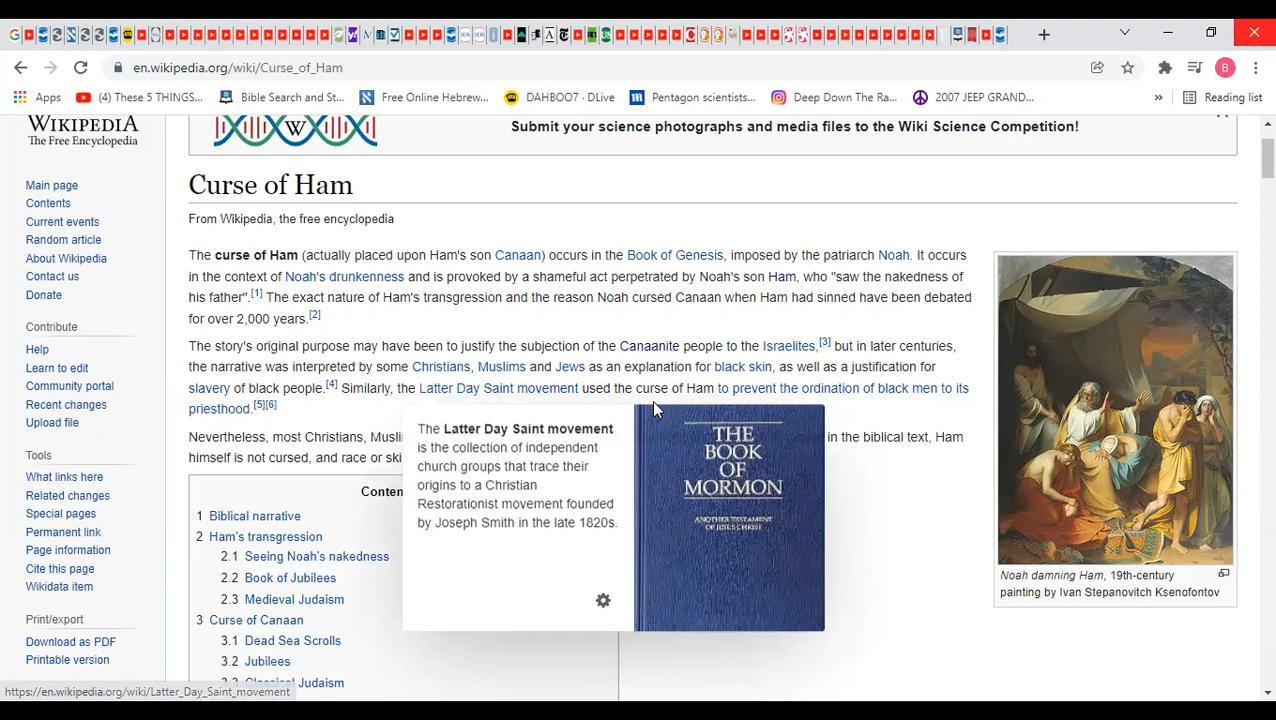 en.wikipedia.org/wiki/Curse_of_Ham
B
Apps
(4) These 5 THINGS...
Bible Search and St...
Free Online Hebrew...
DAHBOO7 - DLive
Pentagon scientists...
Deep Down The Ra...
2007 JEEP GRAND...
»
Reading list
WIKIPEDIA
The Free Encyclopedia
W
Submit your science photographs and media files to the Wiki Science Competition!
Main page
Contents
Current events
Random article
About Wikipedia
Contact us
Donate
Contribute
Help
Learn to edit
Community portal
Recent changes
Upload file
Tools
What links here
Related changes
Special pages
Permanent link
Page information
Cite this page
Wikidata item
Print/export
Download as PDF
Printable version
Curse of Ham
From Wikipedia, the free encyclopedia
The curse of Ham (actually placed upon Ham's son Canaan) occurs in the Book of Genesis, imposed by the patriarch Noah. It occurs
in the context of Noah's drunkenness and is provoked by a shameful act perpetrated by Noah's son Ham, who "saw the nakedness of
his father".[1] The exact nature of Ham's transgression and the reason Noah cursed Canaan when Ham had sinned have been debated
for over 2,000 years.[2]
The story's original purpose may have been to justify the subjection of the Canaanite people to the Israelites,[3] but in later centuries,
the narrative was interpreted by some Christians, Muslims and Jews as an explanation for black skin, as well as a justification for
slavery of black people.[4] Similarly, the Latter Day Saint movement used the curse of Ham to prevent the ordination of black men to its
priesthood.[5][6]
Nevertheless, most Christians, Musli
in the biblical text, Ham
himself is not cursed, and race or ski
The Latter Day Saint movement
is the collection of independent
church groups that trace their
origins to a Christian
Restorationist movement founded
by Joseph Smith in the late 1820s.
THE
BOOK
OF
MORMON
ANOTHER TESTAMENT
OF JESUS CHRIST
Conten
1 Biblical narrative
2 Ham's transgression
2.1 Seeing Noah's nakedness
2.2 Book of Jubilees
2.3 Medieval Judaism
3 Curse of Canaan
3.1 Dead Sea Scrolls
3.2 Jubilees
3.3 Classical Judaism
Noah damning Ham, 19th-century
painting by Ivan Stepanovitch Ksenofontov
https://en.wikipedia.org/wiki/Latter_Day_Saint_movement